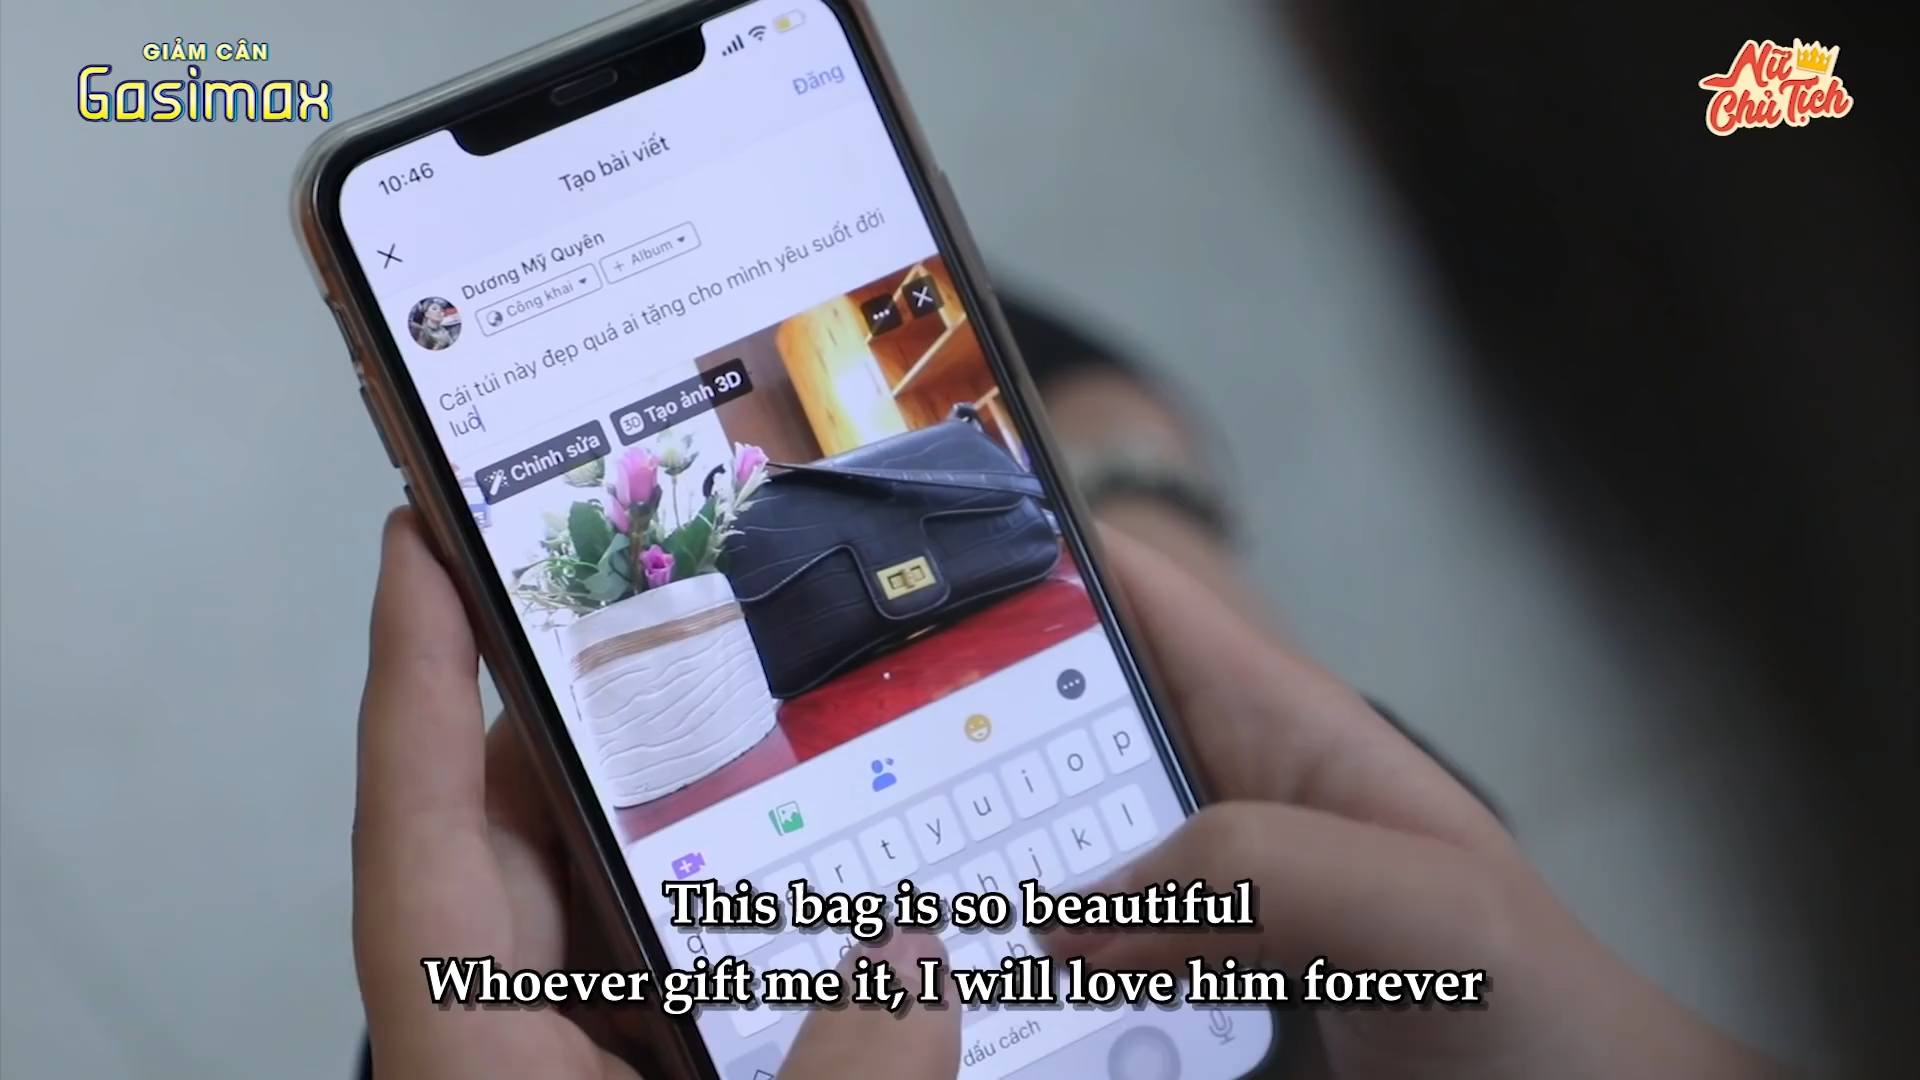 GIẢM CÂN
Gasimax
Nữ
Chủ Tịch
10:46
Đăng
Tạo bài viết
Dương Mỹ Quyên
Công khai
+ Album
Cái túi này đẹp quá ai tặng cho mình yêu suốt đời
luô
Chỉnh sửa
3D Tạo ảnh 3D
r t y u i o p
h j k l
q
dấu cách
This bag is so beautiful
Whoever gift me it, I will love him forever